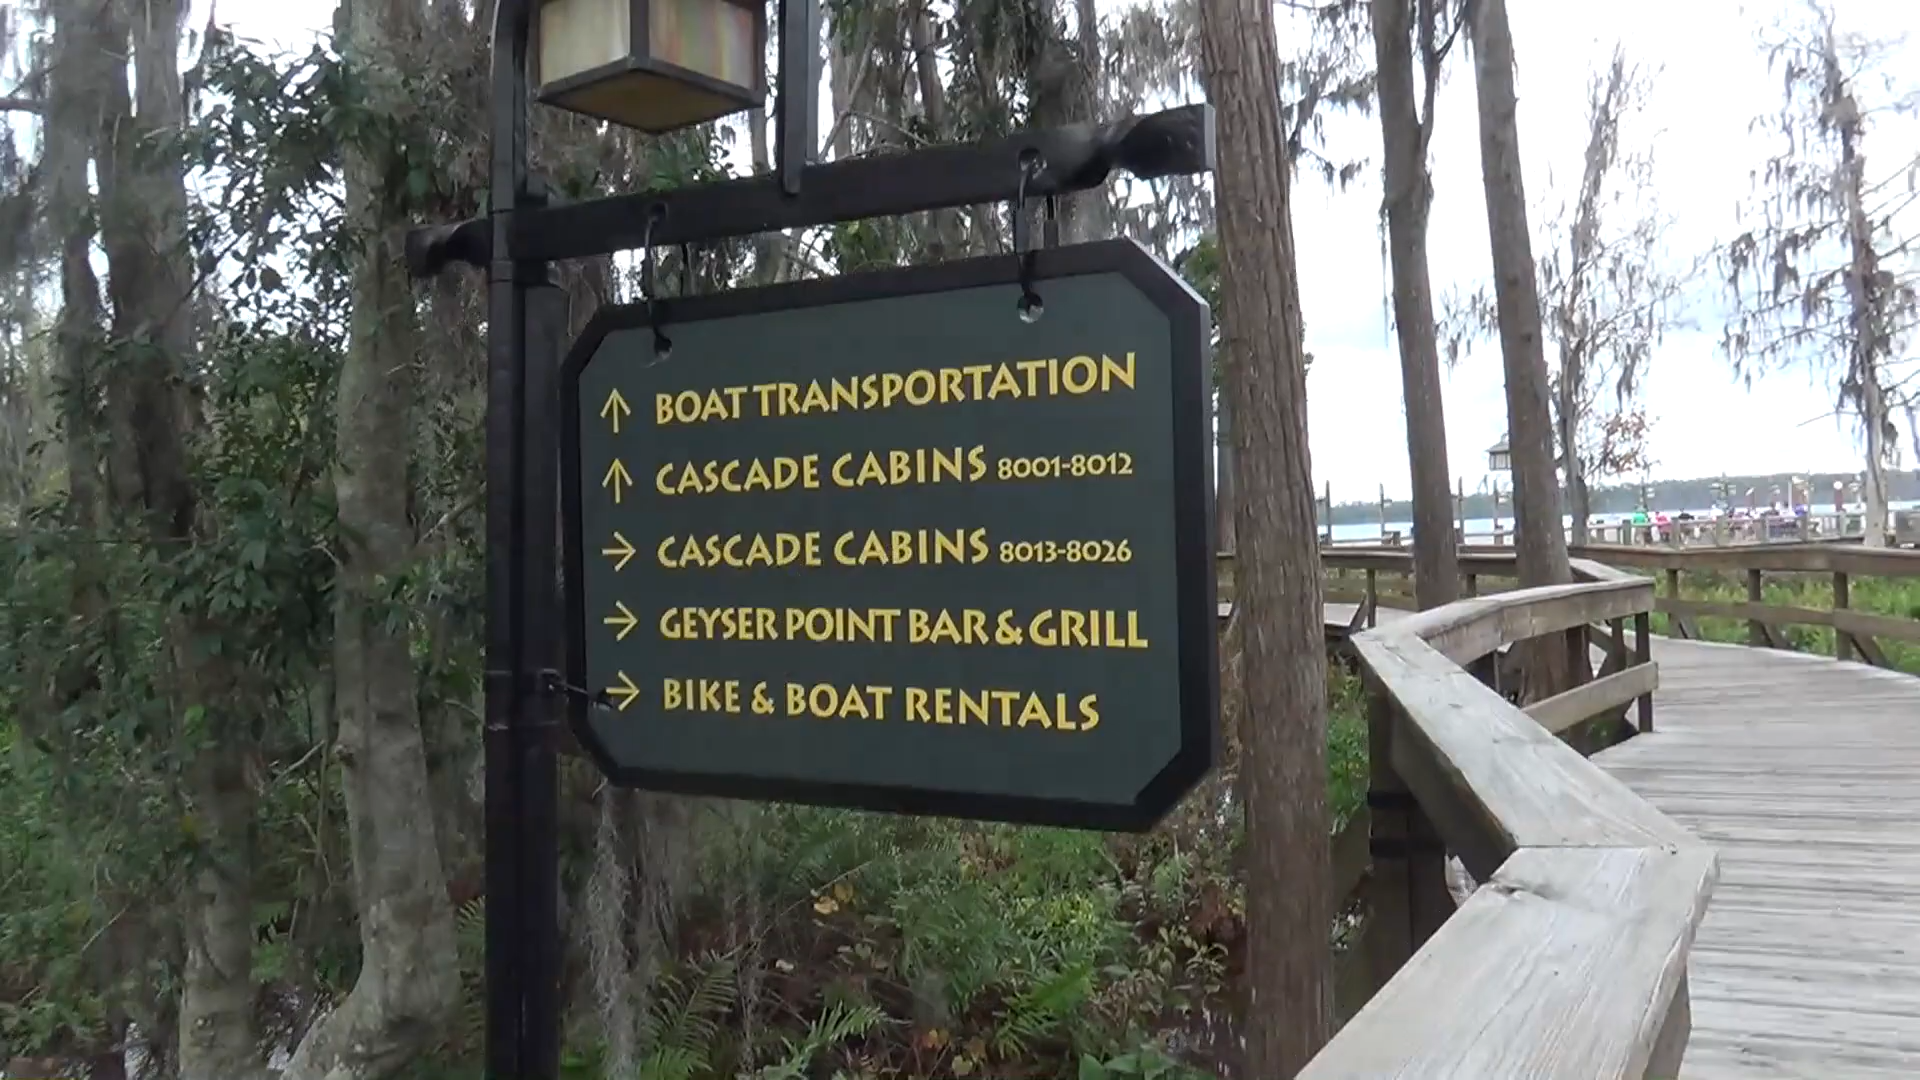 ↑ BOAT TRANSPORTATION
↑ CASCADE CABINS 8001-8012
→ CASCADE CABINS 8013-8026
→ GEYSER POINT BAR & GRILL
→ BIKE & BOAT RENTALS